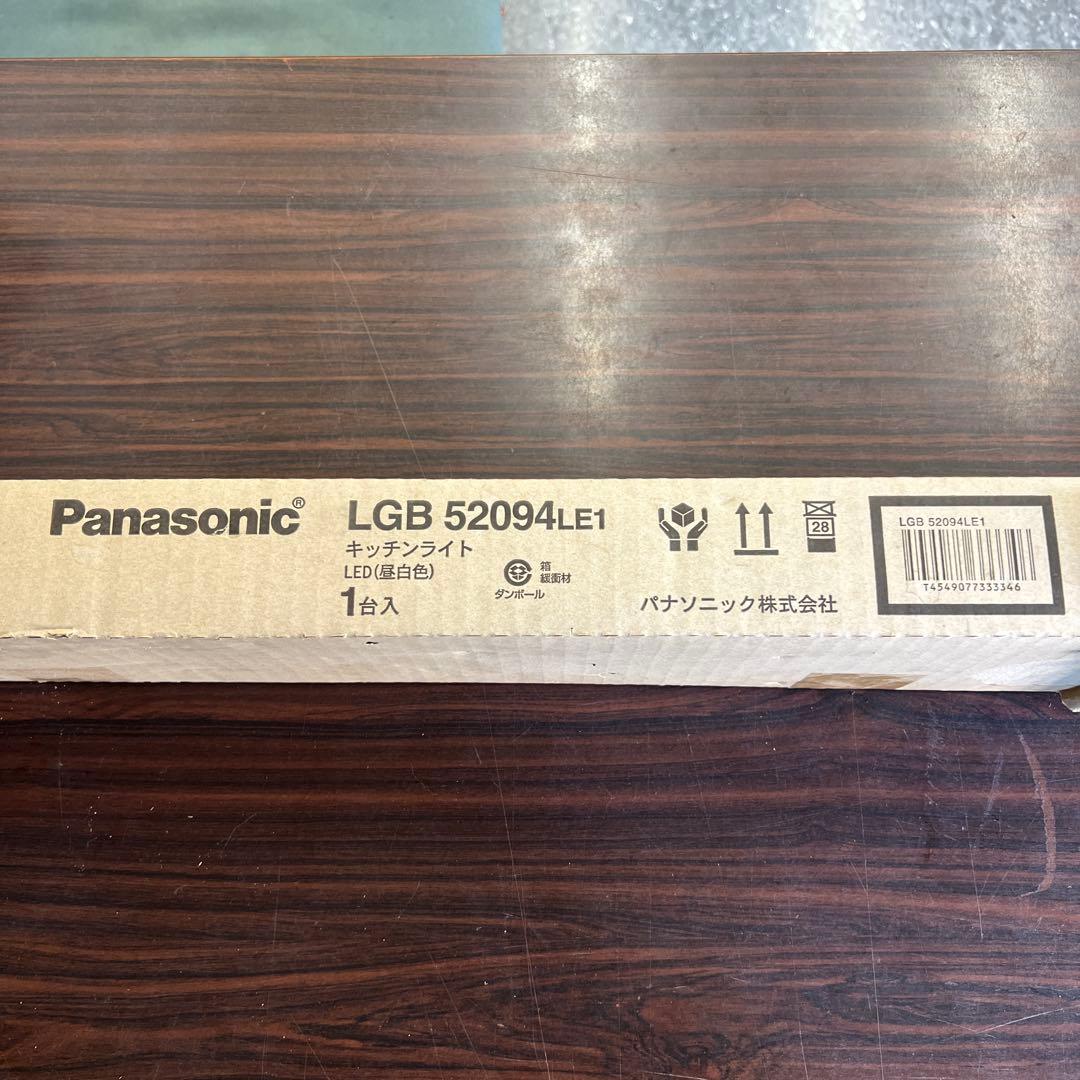 Panasonic®
LGB 52094LE1
キッチンライト
LED(昼白色)
1台入
箱
緩衝材
ダンボール
28
パナソニック株式会社
LGB 52094LE1
T4549077333346